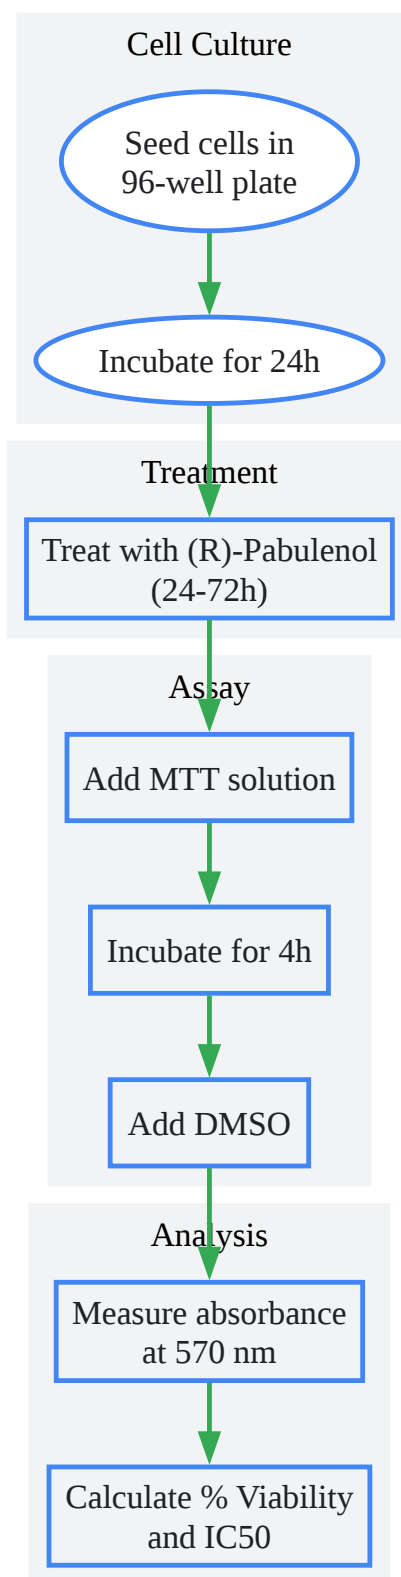 Cell Culture
Seed cells in
96-well plate
Incubate for 24h
Treatment
Treat with (R)-Pabulenol
(24-72h)
Assay
Add MTT solution
Incubate for 4h
Add DMSO
Analysis
Measure absorbance
at 570 nm
Calculate % Viability
and IC50